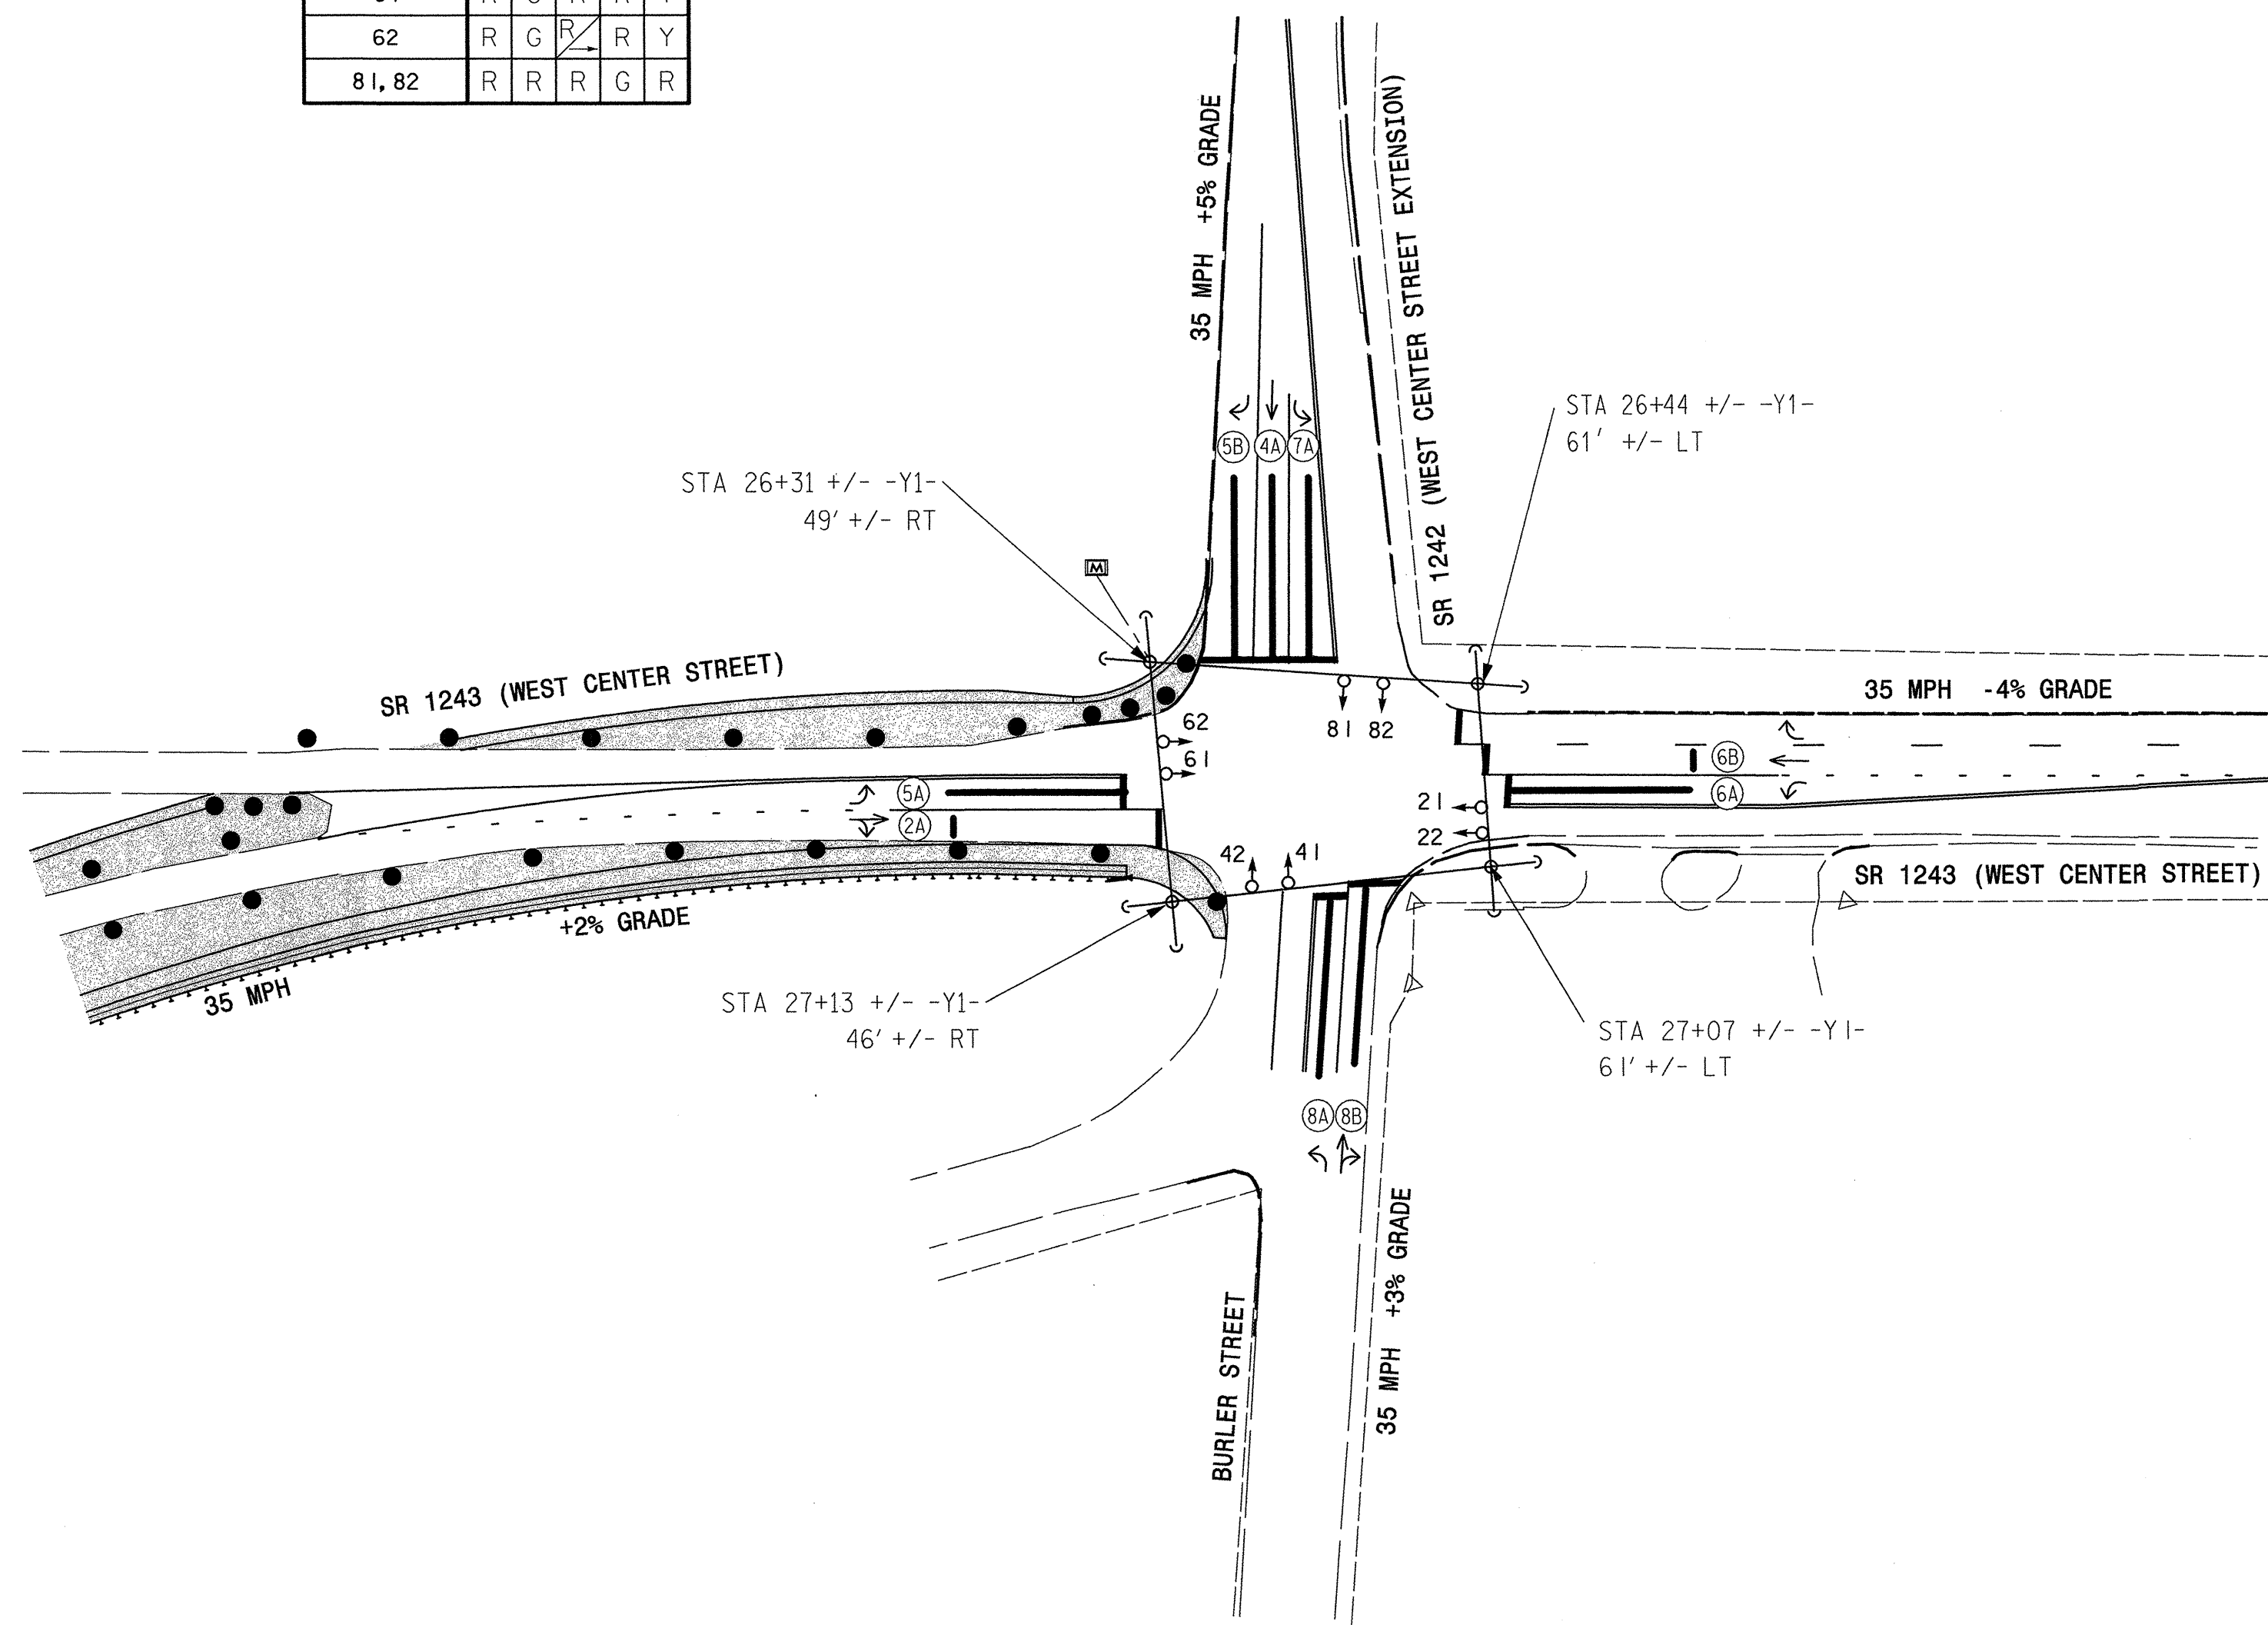 62 R G R R Y
81,82 R R R G R
35 MPH +5% GRADE
SR 1242 (WEST CENTER STREET EXTENSION)
STA 26+44 +/- -Y1-
61' +/- LT
STA 26+31 +/- -Y1-
49' +/- RT
5B 4A 7A
M
SR 1243 (WEST CENTER STREET)
35 MPH -4% GRADE
62
61
81 82
6B
6A
5A
2A
21
22
42 41
SR 1243 (WEST CENTER STREET)
+2% GRADE
35 MPH
STA 27+13 +/- -Y1-
46' +/- RT
STA 27+07 +/- -Y1-
61' +/- LT
8A 8B
BURLER STREET
35 MPH +3% GRADE